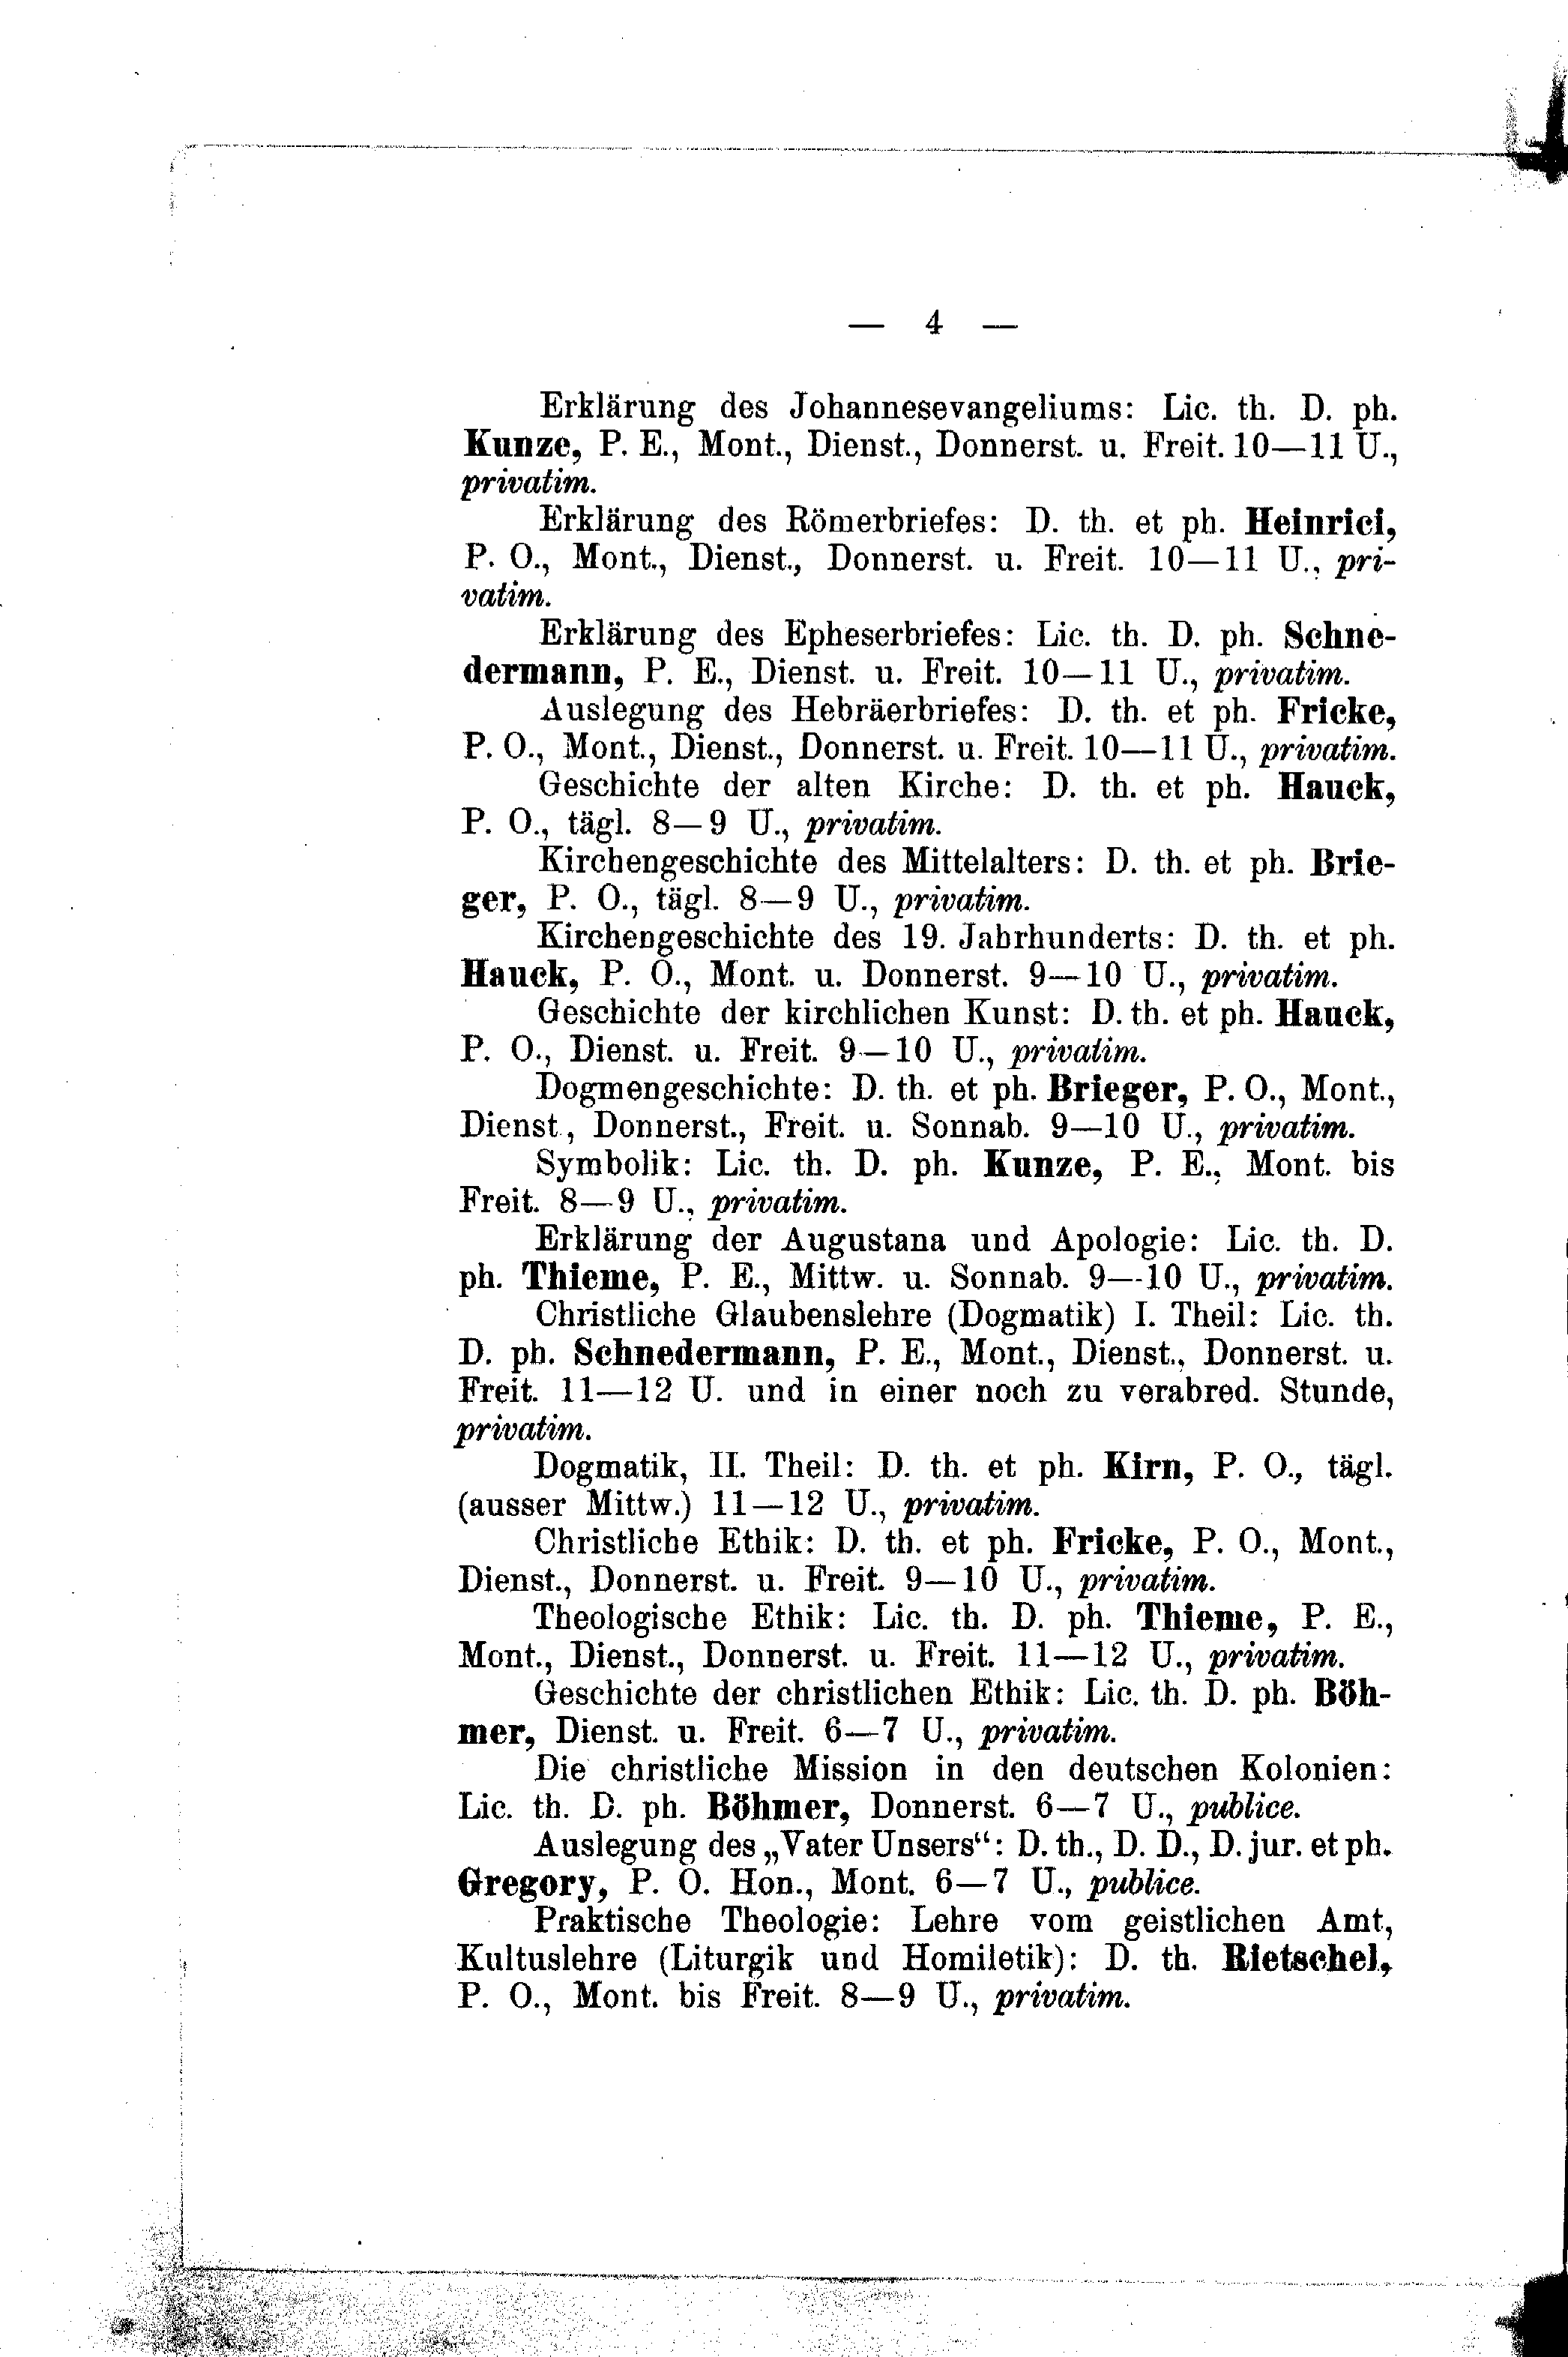 — 4 —
Erklärung des Johannesevangeliums: Lic. th. D. ph.
Kunze, P. E., Mont., Dienst., Donnerst. u. Freit. 10—11 U.,
privatim.
Erklärung des Römerbriefes: D. th. et ph. Heinrici,
P. O., Mont., Dienst., Donnerst. u. Freit. 10—11 U., pri-
vatim.
Erklärung des Epheserbriefes: Lic. th. D. ph. Schne-
dermann, P. E., Dienst. u. Freit. 10—11 U., privatim.
Auslegung des Hebräerbriefes: D. th. et ph. Fricke,
P. O., Mont., Dienst., Donnerst. u. Freit. 10—11 U., privatim.
Geschichte der alten Kirche: D. th. et ph. Hauck,
P. O., tägl. 8—9 U., privatim.
Kirchengeschichte des Mittelalters: D. th. et ph. Brie-
ger, P. O., tägl. 8—9 U., privatim.
Kirchengeschichte des 19. Jahrhunderts: D. th. et ph.
Hauck, P. O., Mont. u. Donnerst. 9—10 U., privatim.
Geschichte der kirchlichen Kunst: D. th. et ph. Hauck,
P. O., Dienst. u. Freit. 9—10 U., privatim.
Dogmengeschichte: D. th. et ph. Brieger, P. O., Mont.,
Dienst., Donnerst., Freit. u. Sonnab. 9—10 U., privatim.
Symbolik: Lic. th. D. ph. Kunze, P. E., Mont. bis
Freit. 8—9 U., privatim.
Erklärung der Augustana und Apologie: Lic. th. D.
ph. Thieme, P. E., Mittw. u. Sonnab. 9—10 U., privatim.
Christliche Glaubenslehre (Dogmatik) I. Theil: Lic. th.
D. ph. Schnedermann, P. E., Mont., Dienst., Donnerst. u.
Freit. 11—12 U. und in einer noch zu verabred. Stunde,
privatim.
Dogmatik, II. Theil: D. th. et ph. Kirn, P. O., tägl.
(ausser Mittw.) 11—12 U., privatim.
Christliche Ethik: D. th. et ph. Fricke, P. O., Mont.,
Dienst., Donnerst. u. Freit. 9—10 U., privatim.
Theologische Ethik: Lic. th. D. ph. Thieme, P. E.,
Mont., Dienst., Donnerst. u. Freit. 11—12 U., privatim.
Geschichte der christlichen Ethik: Lic. th. D. ph. Böh-
mer, Dienst. u. Freit. 6—7 U., privatim.
Die christliche Mission in den deutschen Kolonien:
Lic. th. D. ph. Böhmer, Donnerst. 6—7 U., publice.
Auslegung des „Vater Unsers“: D. th., D. D., D. jur. et ph.
Gregory, P. O. Hon., Mont. 6—7 U., publice.
Praktische Theologie: Lehre vom geistlichen Amt,
Kultuslehre (Liturgik und Homiletik): D. th. Rietschel,
P. O., Mont. bis Freit. 8—9 U., privatim.